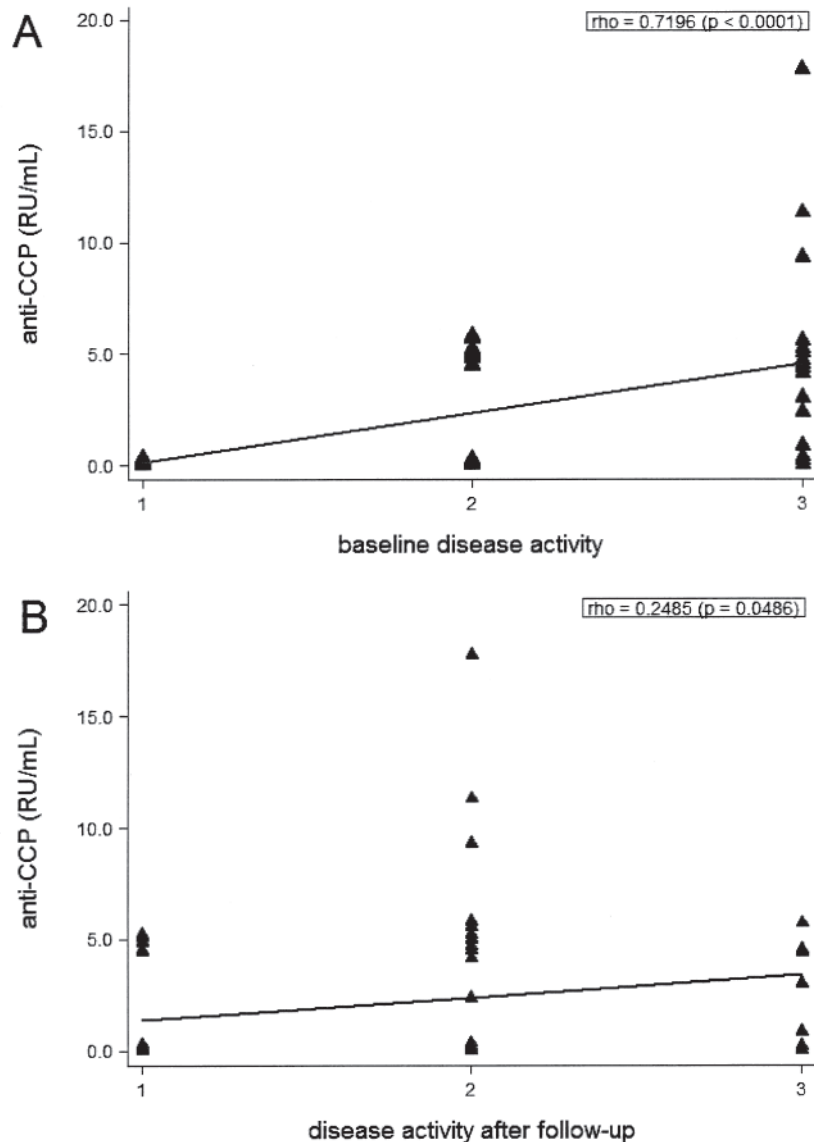 A
rho = 0.7196 (p < 0.0001)
20.0
15.0
10.0
5.0
0.0
anti-CCP (RU/mL)
1 2 3
baseline disease activity
B
rho = 0.2485 (p = 0.0486)
20.0
15.0
10.0
5.0
0.0
anti-CCP (RU/mL)
1 2 3
disease activity after follow-up